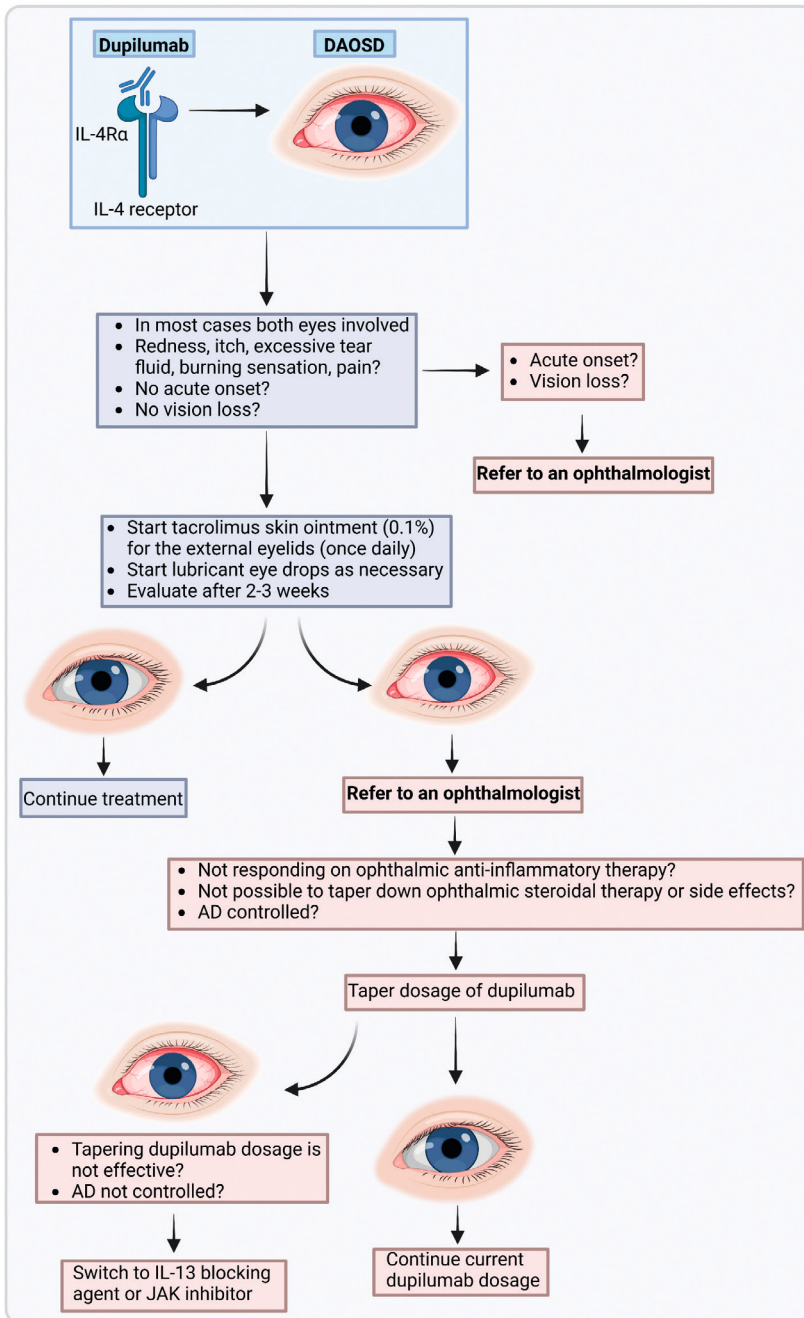 Dupilumab
DAOSD
IL-4Rα
IL-4 receptor
• In most cases both eyes involved
• Redness, itch, excessive tear
fluid, burning sensation, pain?
• No acute onset?
• No vision loss?
• Acute onset?
• Vision loss?
Refer to an ophthalmologist
• Start tacrolimus skin ointment (0.1%)
for the external eyelids (once daily)
• Start lubricant eye drops as necessary
• Evaluate after 2-3 weeks
Continue treatment
Refer to an ophthalmologist
• Not responding on ophthalmic anti-inflammatory therapy?
• Not possible to taper down ophthalmic steroidal therapy or side effects?
• AD controlled?
Taper dosage of dupilumab
• Tapering dupilumab dosage is
not effective?
• AD not controlled?
Switch to IL-13 blocking
agent or JAK inhibitor
Continue current
dupilumab dosage